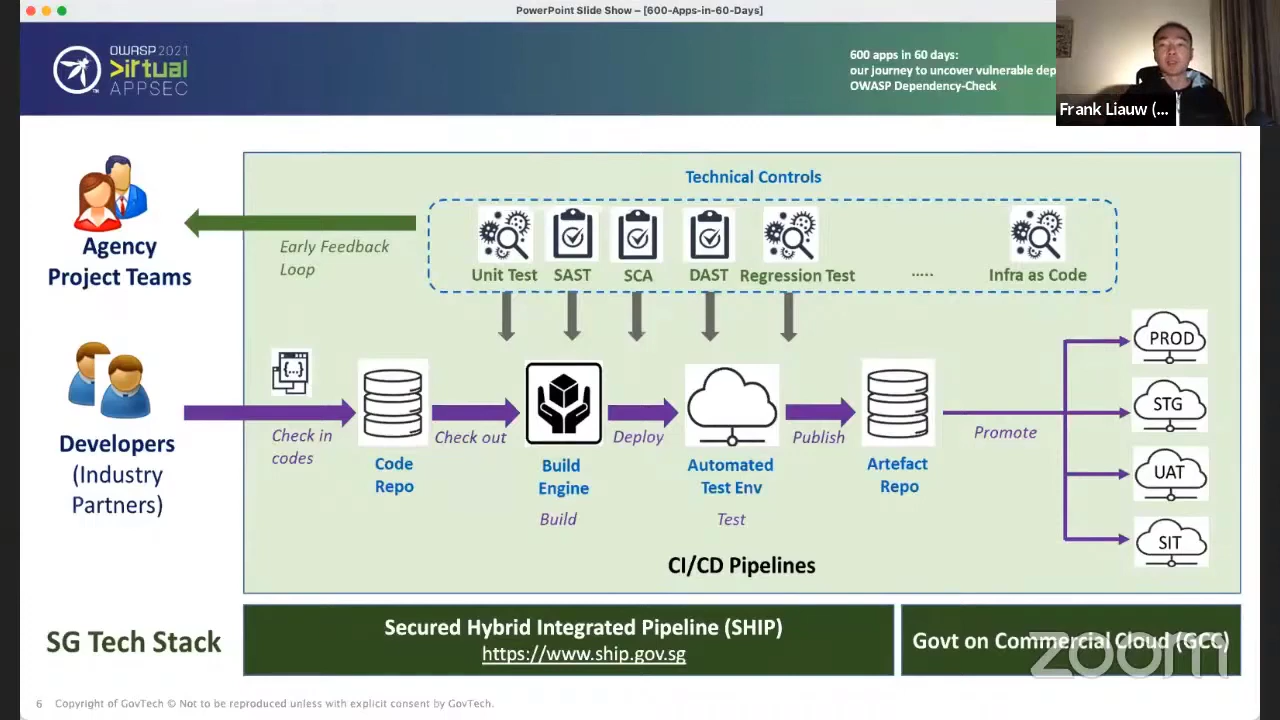 PowerPoint Slide Show – [600-Apps-in-60-Days]
OWASP 2021
Virtual
APPSEC
600 apps in 60 days:
our journey to uncover vulnerable
OWASP Dependency-Check
Frank Liauw (...
Technical Controls
Agency
Project Teams
Early Feedback
Loop
Unit Test
SAST
SCA
DAST
Regression Test
.....
Infra as Code
Developers
(Industry
Partners)
Check in
codes
Code
Repo
Check out
Build
Engine
Build
Deploy
Automated
Test Env
Test
Publish
Artefact
Repo
Promote
PROD
STG
UAT
SIT
CI/CD Pipelines
SG Tech Stack
Secured Hybrid Integrated Pipeline (SHIP)
https://www.ship.gov.sg
Govt on Commercial Cloud (GCC)
zoom
6 Copyright of GovTech © Not to be reproduced unless with explicit consent by GovTech.